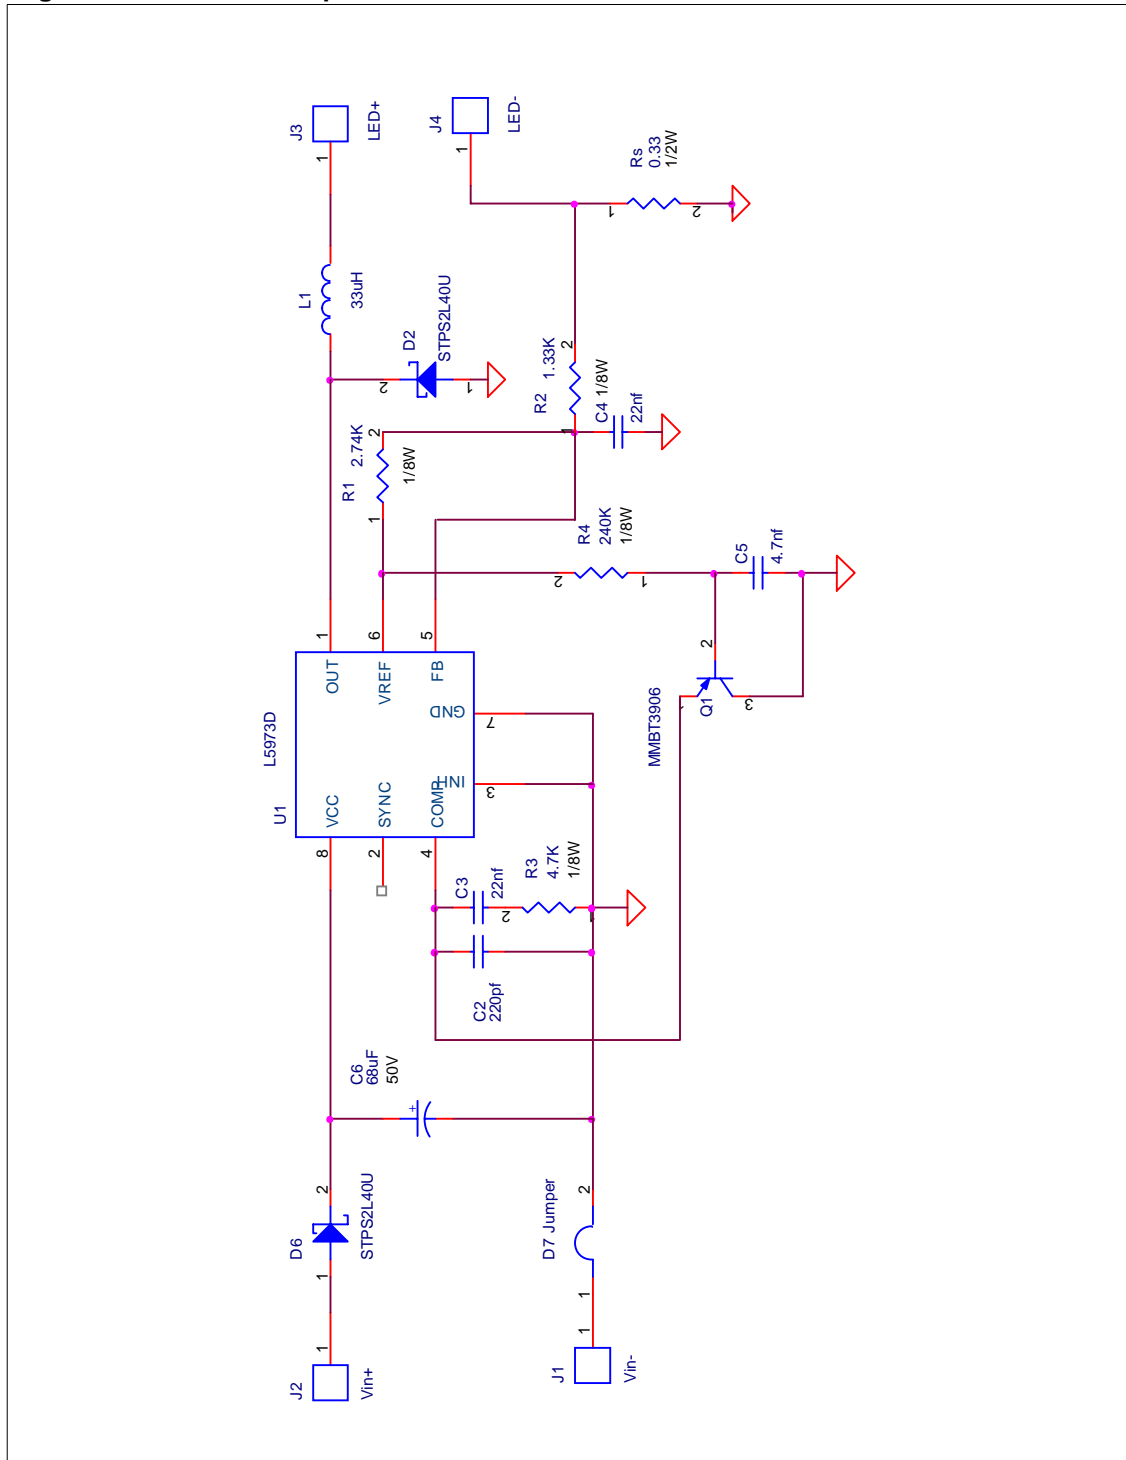 J3
LED+
1
J4
LED-
1
Rs
0.33
1/2W
1
2
L1
33uH
D2
STPS2L40U
2
1
R2
1.33K
1/8W
2
1
C4
22nf
R1
2.74K
1/8W
2
1
R4
240K
1/8W
2
1
C5
4.7nf
Q1
MMBT3906
2
1
3
U1
L5973D
OUT
1
VREF
6
FB
5
GND
7
INH
3
COMP
4
SYNC
2
VCC
8
C3
22nf
R3
4.7K
1/8W
2
1
C2
220pf
C6
68uF
50V
+
D6
STPS2L40U
2
1
D7 Jumper
2
1
J2
Vin+
1
J1
Vin-
1